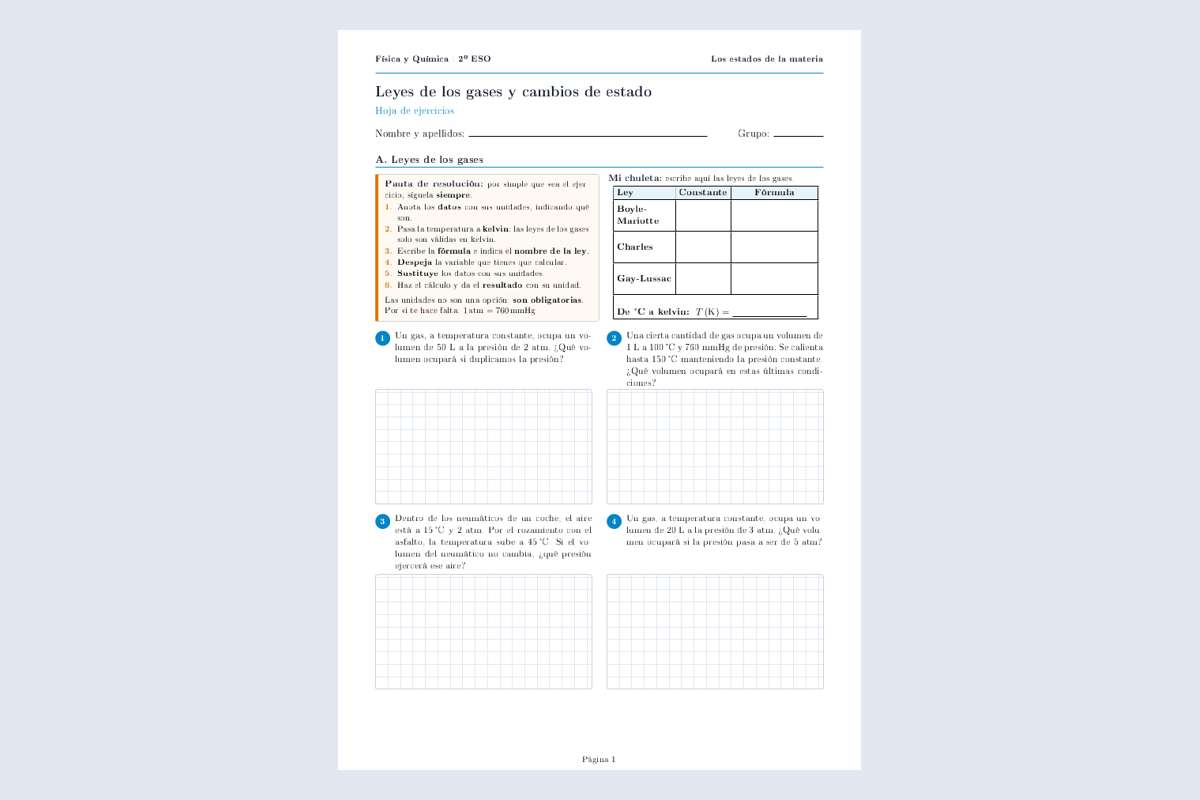 Física y Química | 2º ESO
Los estados de la materia
Leyes de los gases y cambios de estado
Hoja de ejercicios
Nombre y apellidos:
Grupo:
A. Leyes de los gases
Pauta de resolución: por simple que sea el ejer-
cicio, síguela siempre.
1. Anota los datos con sus unidades, indicando qué
son.
2. Pasa la temperatura a kelvin: las leyes de los gases
solo son válidas en kelvin.
3. Escribe la fórmula e indica el nombre de la ley.
4. Despeja la variable que tienes que calcular.
5. Sustituye los datos con sus unidades.
6. Haz el cálculo y da el resultado con su unidad.
Las unidades no son una opción: son obligatorias.
Por si te hace falta: 1 atm = 760 mmHg
Mi chuleta: escribe aquí las leyes de los gases.
Ley Constante Fórmula
Boyle-
Mariotte
Charles
Gay-Lussac
De °C a kelvin: T (K) =
1 Un gas, a temperatura constante, ocupa un vo-
lumen de 50 L a la presión de 2 atm. ¿Qué vo-
lumen ocupará si duplicamos la presión?
2 Una cierta cantidad de gas ocupa un volumen de
1 L a 100 °C y 760 mmHg de presión. Se calienta
hasta 150 °C manteniendo la presión constante.
¿Qué volumen ocupará en estas últimas condi-
ciones?
3 Dentro de los neumáticos de un coche, el aire
está a 15 °C y 2 atm. Por el rozamiento con el
asfalto, la temperatura sube a 45 °C. Si el vo-
lumen del neumático no cambia, ¿qué presión
ejercerá ese aire?
4 Un gas, a temperatura constante, ocupa un vo-
lumen de 20 L a la presión de 3 atm. ¿Qué volu-
men ocupará si la presión pasa a ser de 5 atm?
Página 1